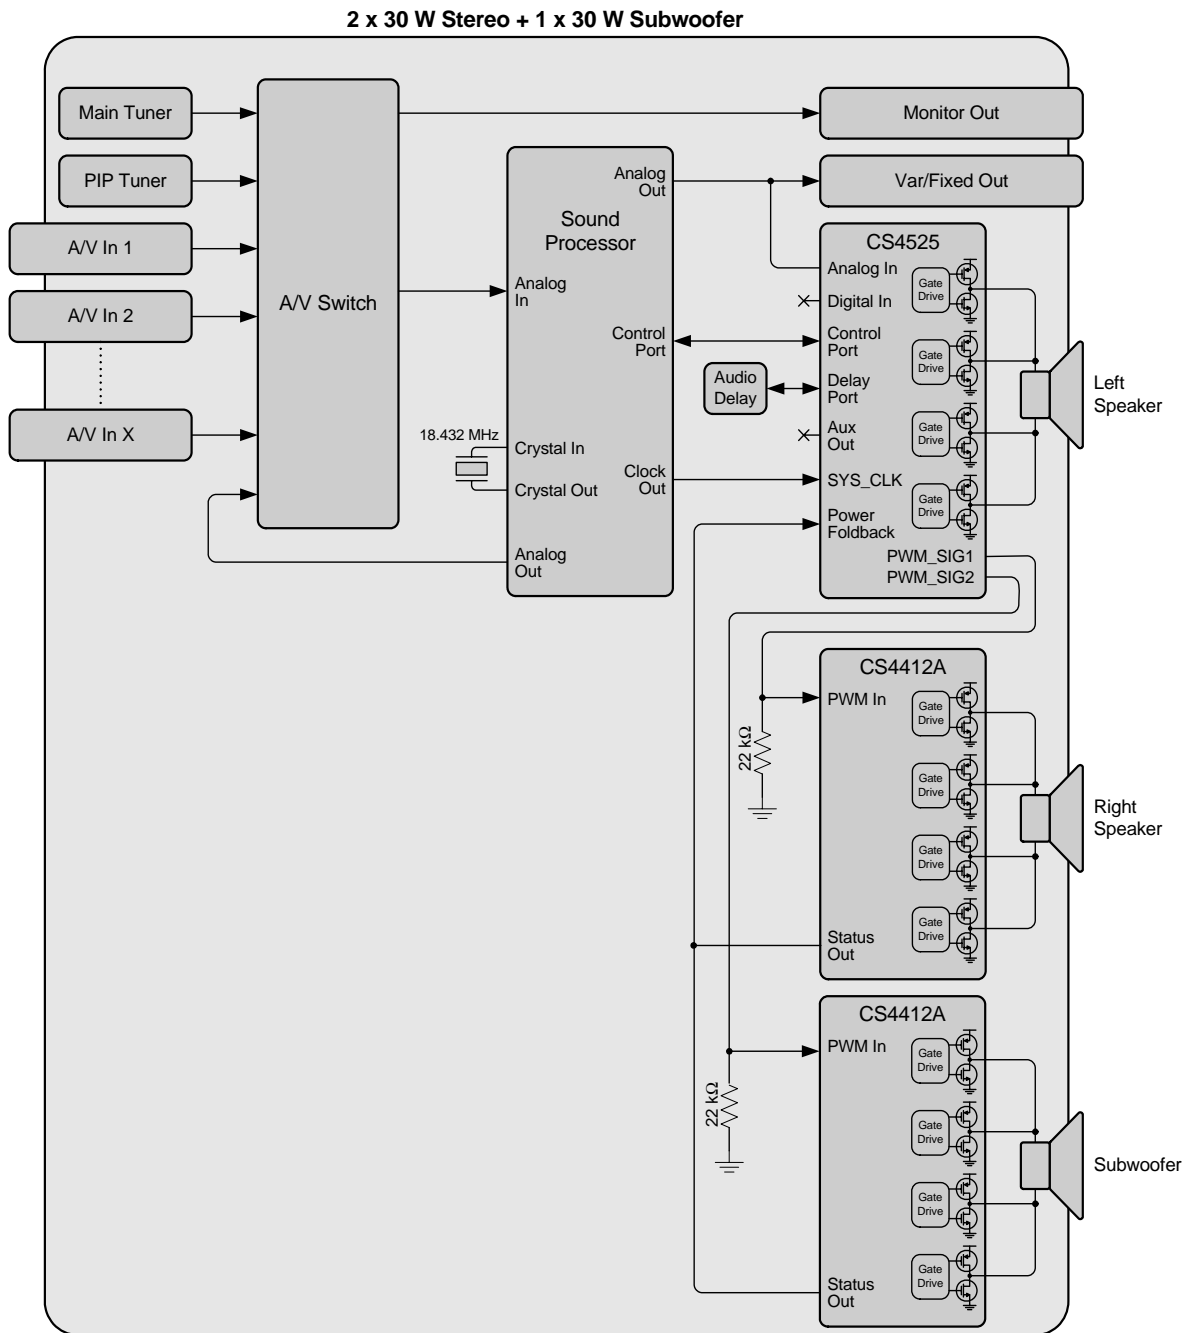 2 x 30 W Stereo + 1 x 30 W Subwoofer
Main Tuner
PIP Tuner
A/V In 1
A/V In 2
A/V In X
A/V Switch
Sound
Processor
Analog
Out
Analog
In
Control
Port
18.432 MHz
Crystal In
Crystal Out
Clock
Out
Analog
Out
Monitor Out
Var/Fixed Out
Audio
Delay
CS4525
Analog In
Digital In
Control
Port
Delay
Port
Aux
Out
SYS_CLK
Power
Foldback
PWM_SIG1
PWM_SIG2
Gate
Drive
Gate
Drive
Gate
Drive
Gate
Drive
Left
Speaker
CS4412A
PWM In
22 kΩ
Status
Out
Gate
Drive
Gate
Drive
Gate
Drive
Gate
Drive
Right
Speaker
CS4412A
PWM In
22 kΩ
Status
Out
Gate
Drive
Gate
Drive
Gate
Drive
Gate
Drive
Subwoofer